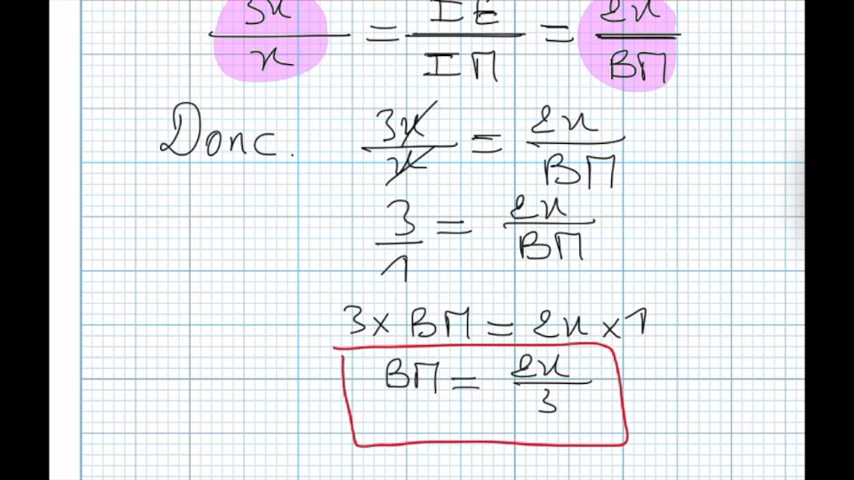 3x/x = IE/IM = 2x/BM
Donc. 3x/x = 2x/BM
3/1 = 2x/BM
3 x BM = 2x x 1
BM = 2x/3